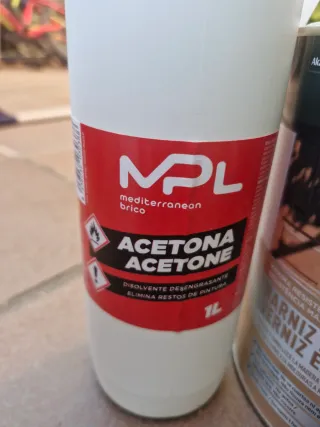 MPL
mediterranean
brico
ACETONA
ACETONE
DISOLVENTE DESENGRASANTE
ELIMINA RESTOS DE PINTURA
1L